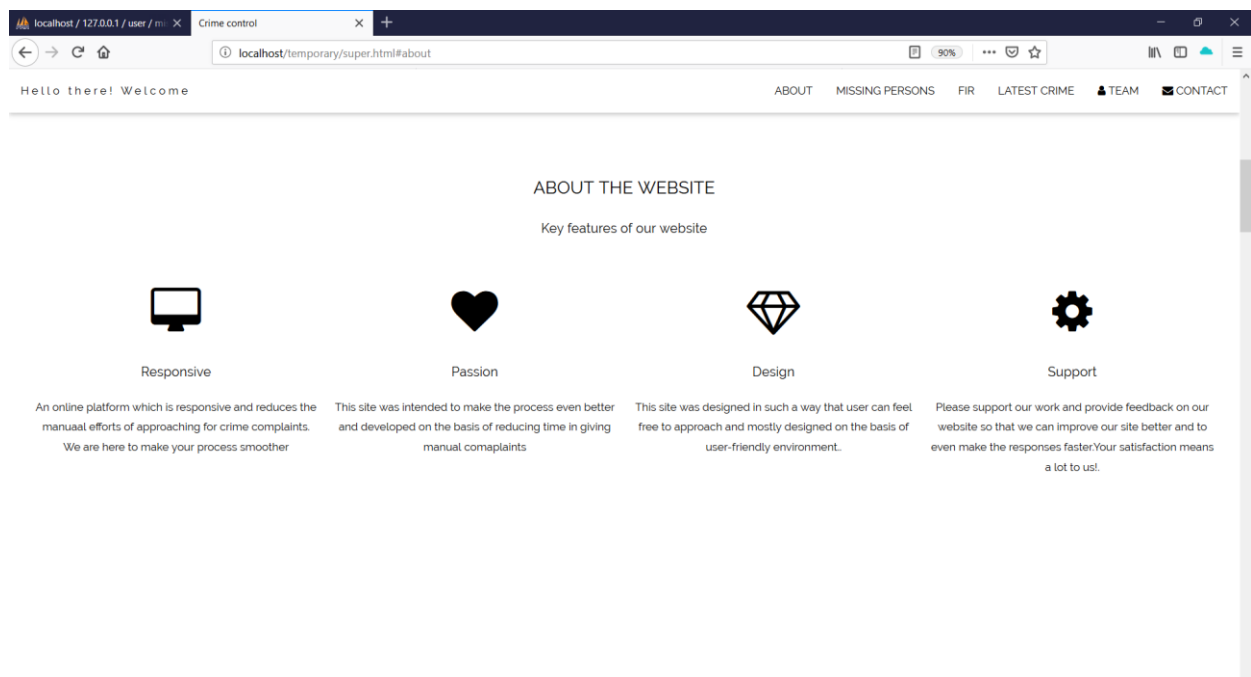 localhost / 127.0.0.1 / user / mi
Crime control
localhost/temporary/super.html#about
90%
Hello there! Welcome
ABOUT
MISSING PERSONS
FIR
LATEST CRIME
TEAM
CONTACT
ABOUT THE WEBSITE
Key features of our website
Responsive
An online platform which is responsive and reduces the
manuaal efforts of approaching for crime complaints.
We are here to make your process smoother
Passion
This site was intended to make the process even better
and developed on the basis of reducing time in giving
manual comaplaints
Design
This site was designed in such a way that user can feel
free to approach and mostly designed on the basis of
user-friendly environment..
Support
Please support our work and provide feedback on our
website so that we can improve our site better and to
even make the responses faster.Your satisfaction means
a lot to us!.